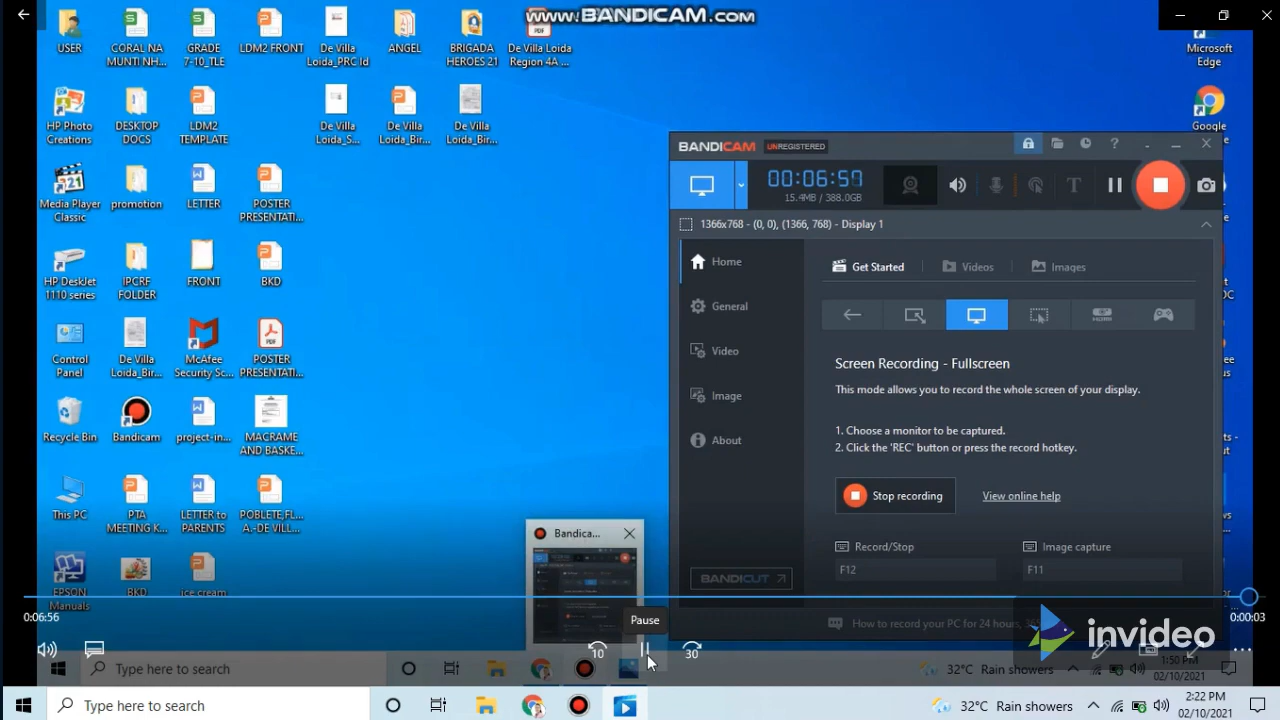 www.BANDICAM.com
USER
CORAL NA
MUNTI NH...
GRADE
7-10_TLE
LDM2 FRONT
De Villa
Loida_PRC Id
ANGEL
BRIGADA
HEROES 21
PDF
De Villa Loida
Region 4A ...
Microsoft
Edge
HP Photo
Creations
DESKTOP
DOCS
LDM2
TEMPLATE
De Villa
Loida_S...
De Villa
Loida_Bir...
De Villa
Loida_Bir...
Google
Media Player
Classic
promotion
LETTER
POSTER
PRESENTATI...
HP DeskJet
1110 series
IPCRF
FOLDER
FRONT
BKD
Control
Panel
De Villa
Loida_Bir...
McAfee
Security Sc...
PDF
POSTER
PRESENTATI...
Recycle Bin
Bandicam
project-in...
MACRAME
AND BASKE...
This PC
PTA
MEETING K...
LETTER to
PARENTS
POBLETE,FL...
A.-DE VILL...
EPSON
Manuals
BKD
ice cream
BANDICAM UNREGISTERED
00:06:57
15.4MB / 388.0GB
1366x768 - (0, 0), (1366, 768) - Display 1
Home
General
Video
Image
About
Get Started
Videos
Images
HDMI
Screen Recording - Fullscreen
This mode allows you to record the whole screen of your display.
1. Choose a monitor to be captured.
2. Click the 'REC' button or press the record hotkey.
Stop recording
View online help
Record/Stop
Image capture
F12
F11
BANDICUT
How to record your PC for 24 hours,
Bandica...
Pause
0:06:56
0:00:03
10
30
invideo
Type here to search
32°C Rain showers
1:50 PM
02/10/2021
Type here to search
32°C Rain showers
2:22 PM
02/10/2021